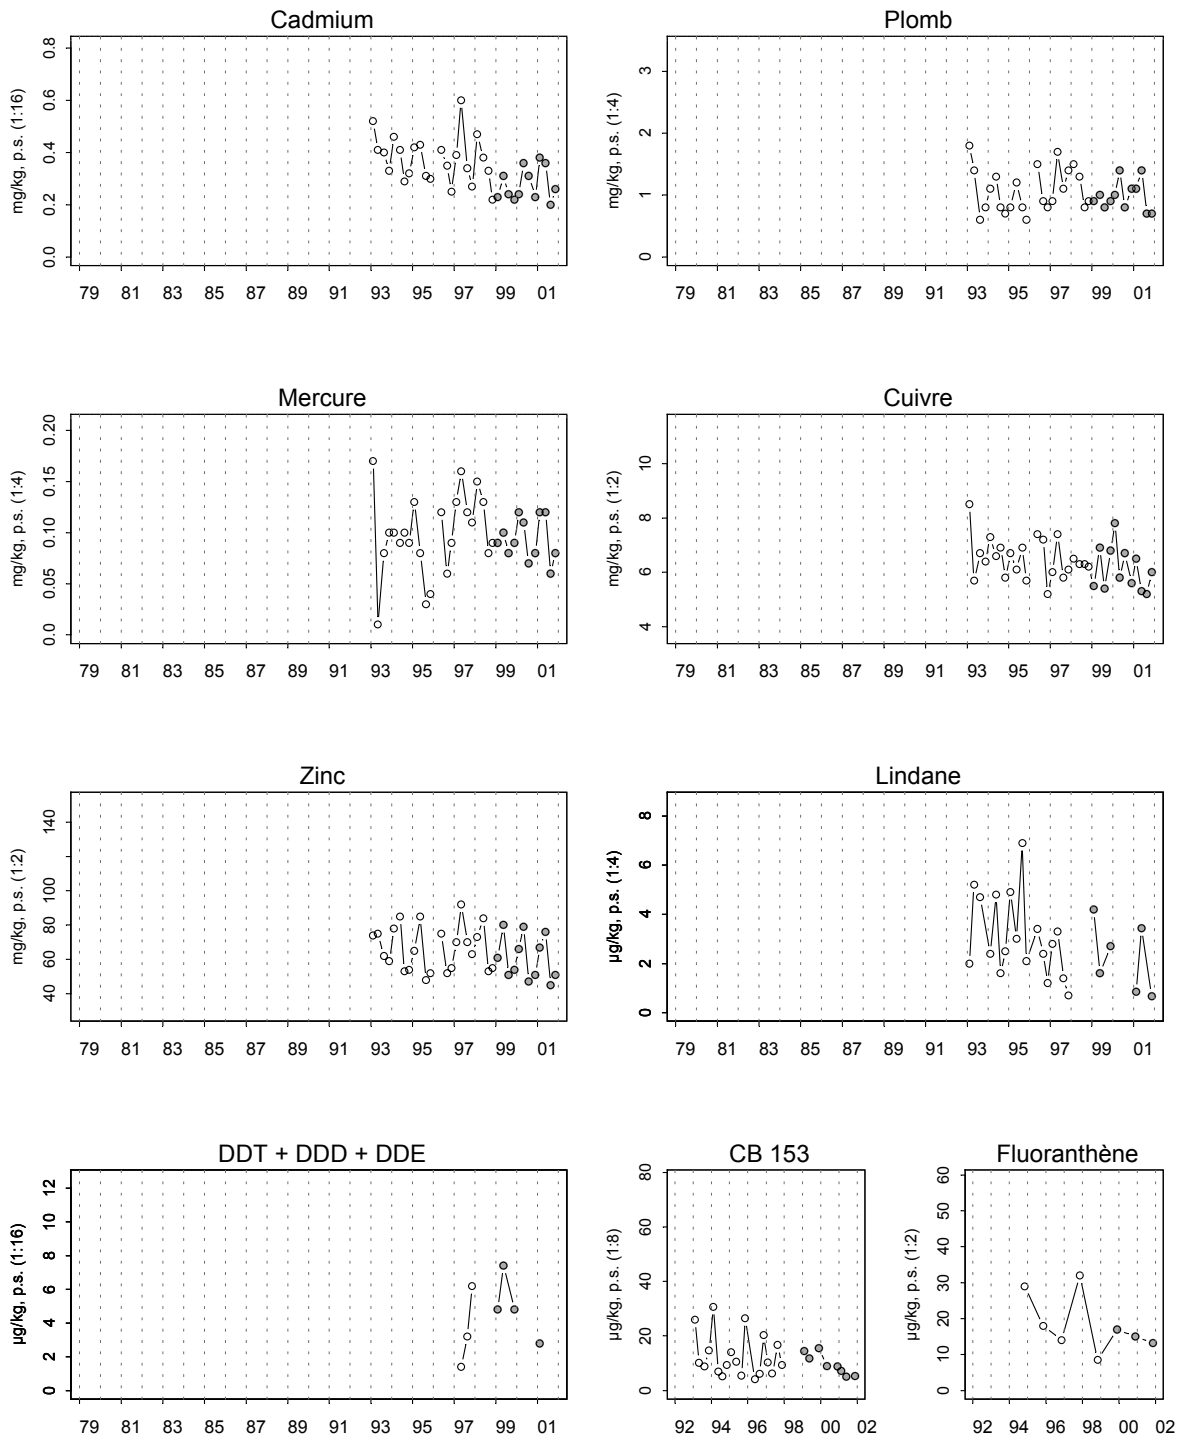 Cadmium
mg/kg, p.s. (1:16)
0.0 0.2 0.4 0.6 0.8
79 81 83 85 87 89 91 93 95 97 99 01
Plomb
mg/kg, p.s. (1:4)
0 1 2 3
79 81 83 85 87 89 91 93 95 97 99 01
Mercure
mg/kg, p.s. (1:4)
0.0 0.05 0.10 0.15 0.20
79 81 83 85 87 89 91 93 95 97 99 01
Cuivre
mg/kg, p.s. (1:2)
4 6 8 10
79 81 83 85 87 89 91 93 95 97 99 01
Zinc
mg/kg, p.s. (1:2)
40 60 80 100 140
79 81 83 85 87 89 91 93 95 97 99 01
Lindane
µg/kg, p.s. (1:4)
0 2 4 6 8
79 81 83 85 87 89 91 93 95 97 99 01
DDT + DDD + DDE
µg/kg, p.s. (1:16)
0 2 4 6 8 10 12
79 81 83 85 87 89 91 93 95 97 99 01
CB 153
µg/kg, p.s. (1:8)
0 20 40 60 80
92 94 96 98 00 02
Fluoranthène
µg/kg, p.s. (1:2)
0 10 20 30 40 50 60
92 94 96 98 00 02